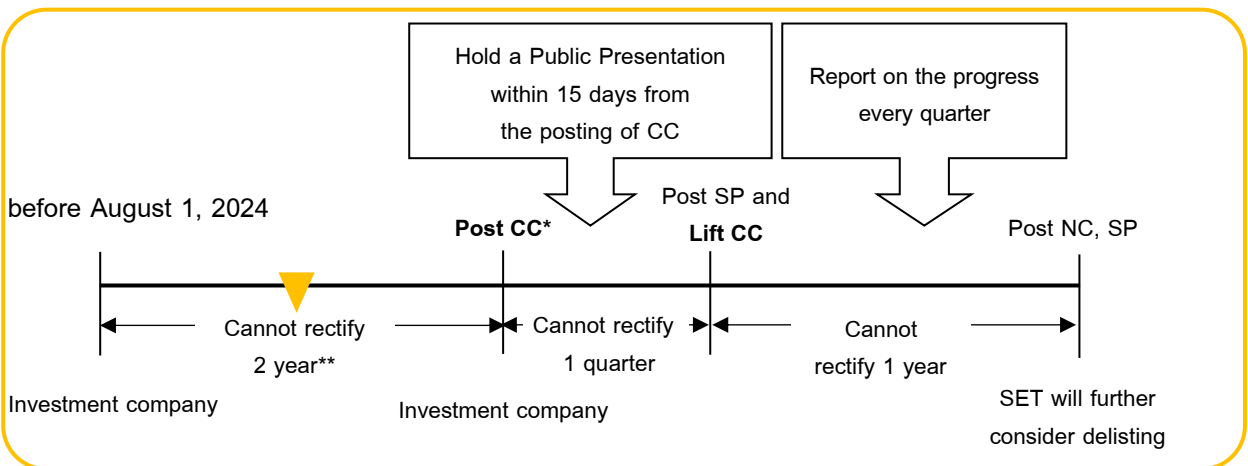 Hold a Public Presentation
within 15 days from
the posting of CC
Report on the progress
every quarter
before August 1, 2024
Post CC*
Post SP and
Lift CC
Post NC, SP
Cannot rectify
2 year**
Cannot rectify
1 quarter
Cannot
rectify 1 year
Investment company
Investment company
SET will further
consider delisting